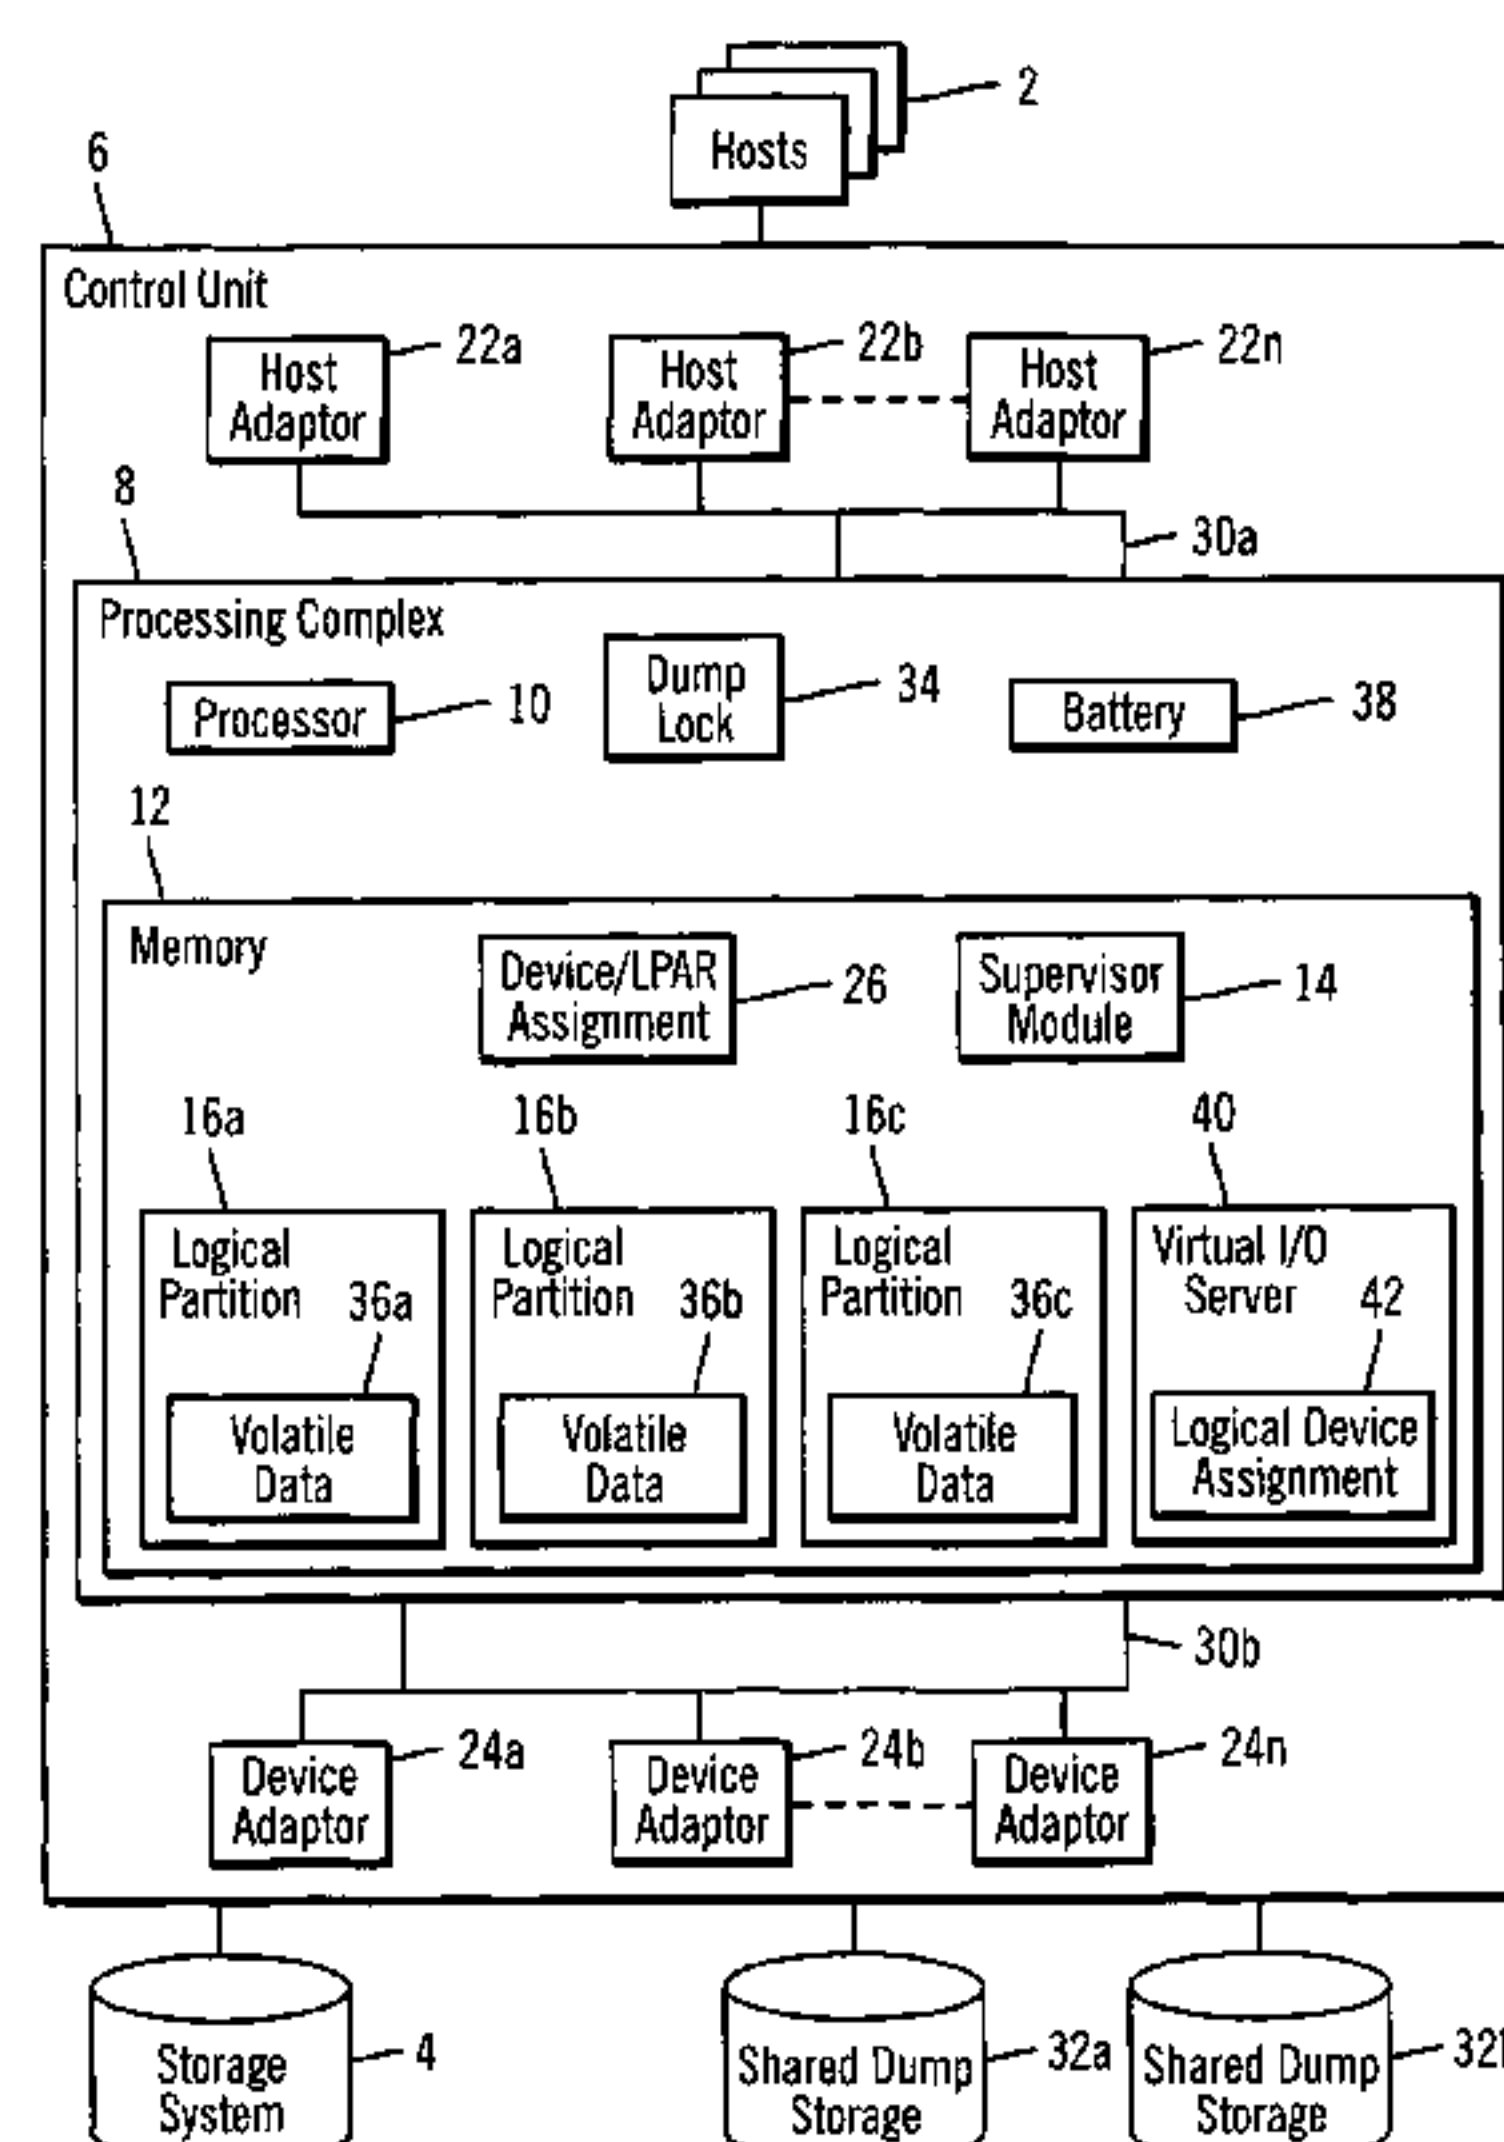 2
Hosts
6
Control Unit
22a
22b
22n
Host
Adaptor
Host
Adaptor
Host
Adaptor
8
30a
Processing Complex
Processor
10
Dump
Lock
34
Battery
38
12
Memory
Device/LPAR
Assignment
26
Supervisor
Module
14
16a
16b
16c
40
Logical
Partition
36a
Volatile
Data
Logical
Partition
36b
Volatile
Data
Logical
Partition
36c
Volatile
Data
Virtual I/O
Server
42
Logical Device
Assignment
30b
24a
24b
24n
Device
Adaptor
Device
Adaptor
Device
Adaptor
Storage
System
4
Shared Dump
Storage
32a
Shared Dump
Storage